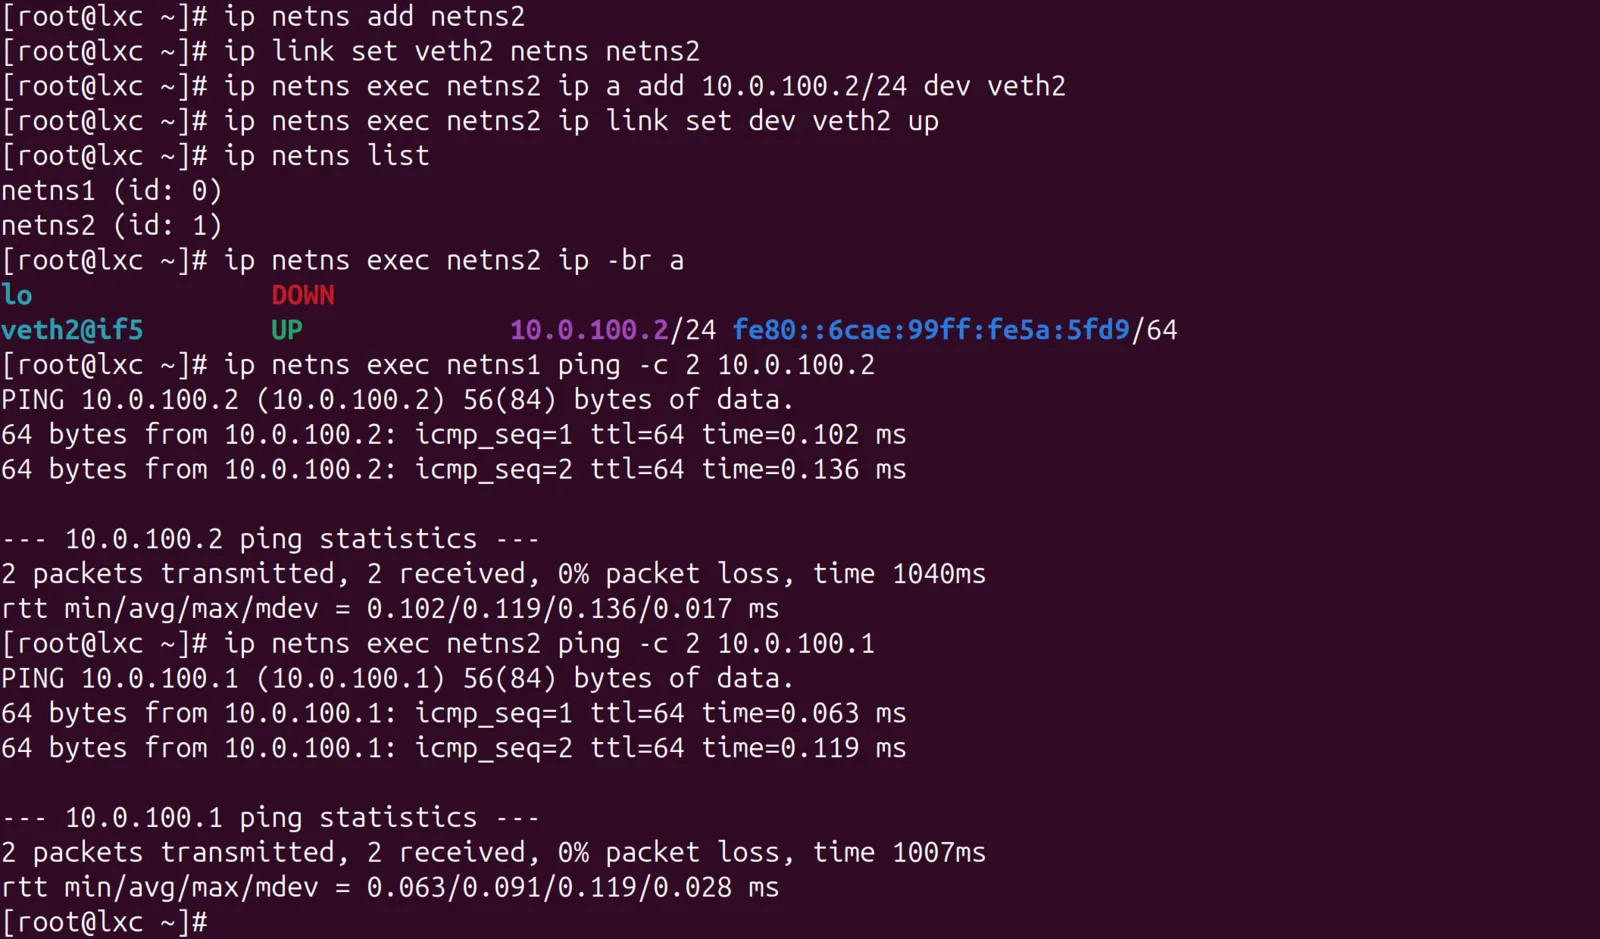 [root@lxc ~]# ip netns add netns2
[root@lxc ~]# ip link set veth2 netns netns2
[root@lxc ~]# ip netns exec netns2 ip a add 10.0.100.2/24 dev veth2
[root@lxc ~]# ip netns exec netns2 ip link set dev veth2 up
[root@lxc ~]# ip netns list
netns1 (id: 0)
netns2 (id: 1)
[root@lxc ~]# ip netns exec netns2 ip -br a
lo               DOWN
veth2@if5        UP             10.0.100.2/24 fe80::6cae:99ff:fe5a:5fd9/64
[root@lxc ~]# ip netns exec netns1 ping -c 2 10.0.100.2
PING 10.0.100.2 (10.0.100.2) 56(84) bytes of data.
64 bytes from 10.0.100.2: icmp_seq=1 ttl=64 time=0.102 ms
64 bytes from 10.0.100.2: icmp_seq=2 ttl=64 time=0.136 ms

--- 10.0.100.2 ping statistics ---
2 packets transmitted, 2 received, 0% packet loss, time 1040ms
rtt min/avg/max/mdev = 0.102/0.119/0.136/0.017 ms
[root@lxc ~]# ip netns exec netns2 ping -c 2 10.0.100.1
PING 10.0.100.1 (10.0.100.1) 56(84) bytes of data.
64 bytes from 10.0.100.1: icmp_seq=1 ttl=64 time=0.063 ms
64 bytes from 10.0.100.1: icmp_seq=2 ttl=64 time=0.119 ms

--- 10.0.100.1 ping statistics ---
2 packets transmitted, 2 received, 0% packet loss, time 1007ms
rtt min/avg/max/mdev = 0.063/0.091/0.119/0.028 ms
[root@lxc ~]#